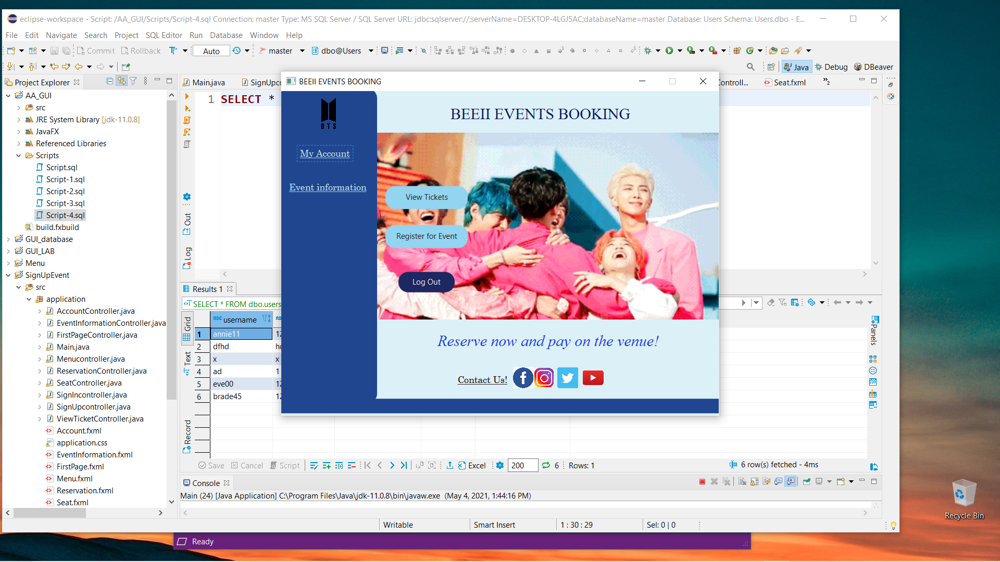 eclipse-workspace - Script: /AA_GUI/Scripts/Script-4.sql Connection: master Type: MS SQL Server / SQL Server URL: jdbc:sqlserver://;serverName=DESKTOP-4LGJ5AC;databaseName=master Database: Users Schema: Users.dbo - E...
File Edit Navigate Search Project SQL Editor Run Database Window Help
Commit Rollback Auto master dbo@Users
Java Debug DBeaver
Project Explorer
AA_GUI
src
JRE System Library [jdk-11.0.8]
JavaFX
Referenced Libraries
Scripts
Script.sql
Script-1.sql
Script-2.sql
Script-3.sql
Script-4.sql
build.fxbuild
GUI_database
GUI_LAB
Menu
SignUpEvent
src
application
AccountController.java
EventInformationController.java
FirstPageController.java
Main.java
Menucontroller.java
ReservationController.java
SeatController.java
SignIncontroller.java
SignUpcontroller.java
ViewTicketController.java
Account.fxml
application.css
EventInformation.fxml
FirstPage.fxml
Menu.fxml
Reservation.fxml
Seat.fxml
Main.java SignUpco Controll... Seat.fxml 2
1 SELECT *
Out
Log
BEEII EVENTS BOOKING
BTS
My Account
Event information
BEEII EVENTS BOOKING
View Tickets
Register for Event
Log Out
Reserve now and pay on the venue!
Contact Us!
Results 1
SELECT * FROM dbo.users
Grid
Text
Record
Panels
ABC username ABC
1 annie11 12
2 dfhd hd
3 x x
4 ad 1
5 eve00 12
6 brade45 12
Save Cancel Script Excel 200 6 Rows: 1 6 row(s) fetched - 4ms
Console
Main (24) [Java Application] C:\Program Files\Java\jdk-11.0.8\bin\javaw.exe (May 4, 2021, 1:44:16 PM)
Writable Smart Insert 1 : 30 : 29 Sel: 0 | 0
Ready
Recycle Bin